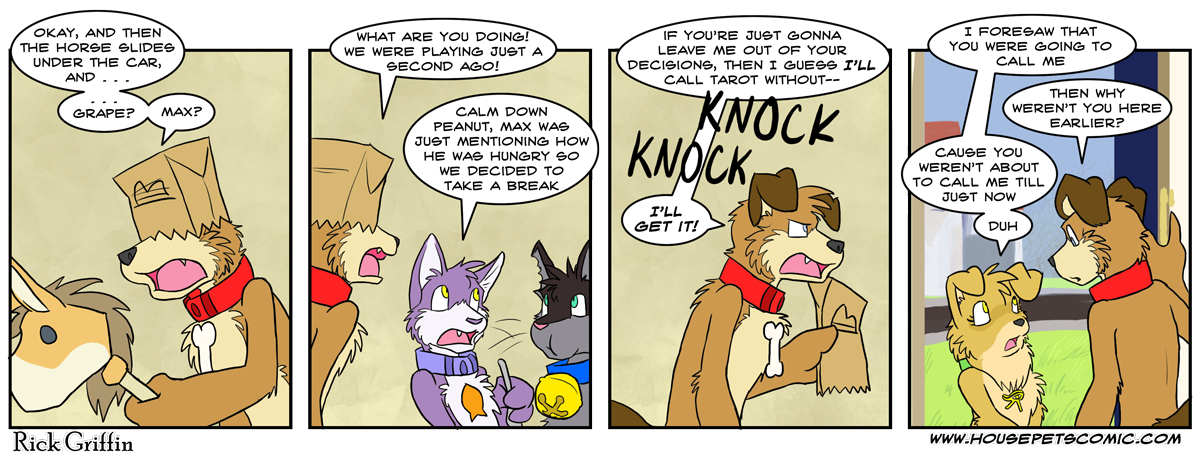 OKAY, AND THEN
THE HORSE SLIDES
UNDER THE CAR,
AND . . .
. . .
GRAPE?
MAX?
WHAT ARE YOU DOING!
WE WERE PLAYING JUST A
SECOND AGO!
CALM DOWN
PEANUT, MAX WAS
JUST MENTIONING HOW
HE WAS HUNGRY SO
WE DECIDED TO
TAKE A BREAK
IF YOU'RE JUST GONNA
LEAVE ME OUT OF YOUR
DECISIONS, THEN I GUESS I'LL
CALL TAROT WITHOUT--
KNOCK
KNOCK
I'LL
GET IT!
I FORESAW THAT
YOU WERE GOING TO
CALL ME
THEN WHY
WEREN'T YOU HERE
EARLIER?
CAUSE YOU
WEREN'T ABOUT
TO CALL ME TILL
JUST NOW
DUH
Rick Griffin
WWW.HOUSEPETSCOMIC.COM